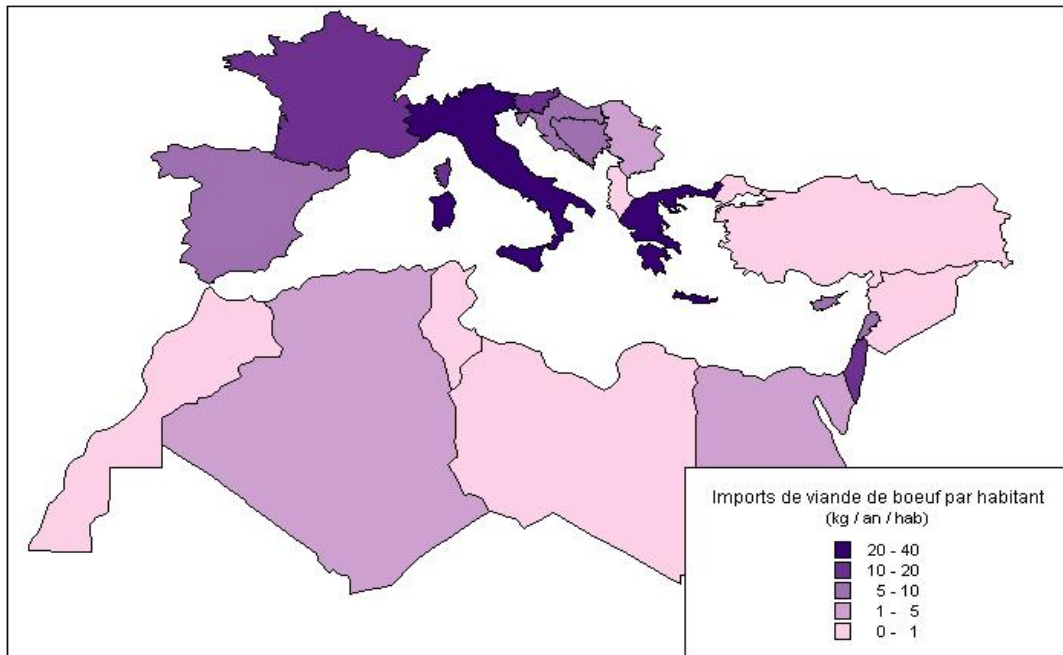 Imports de viande de boeuf par habitant
(kg / an / hab)
20 - 40
10 - 20
5 - 10
1 - 5
0 - 1